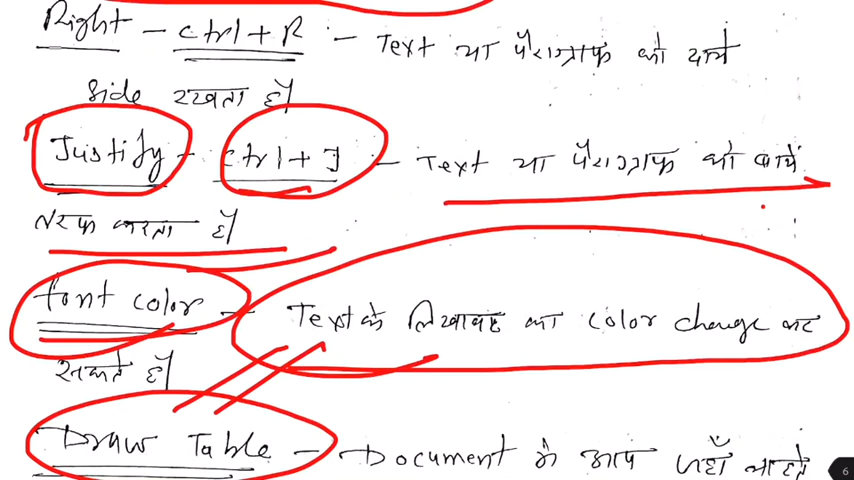 Right - ctrl+R - Text या पैराग्राफ को दायें
side रखता है
Justify - ctrl+J - Text या पैराग्राफ को बायें
तरफ करता है
font color - Text के लिखावट का color change कर
सकते हैं
Draw Table - Document में आप जहाँ चाहते
6